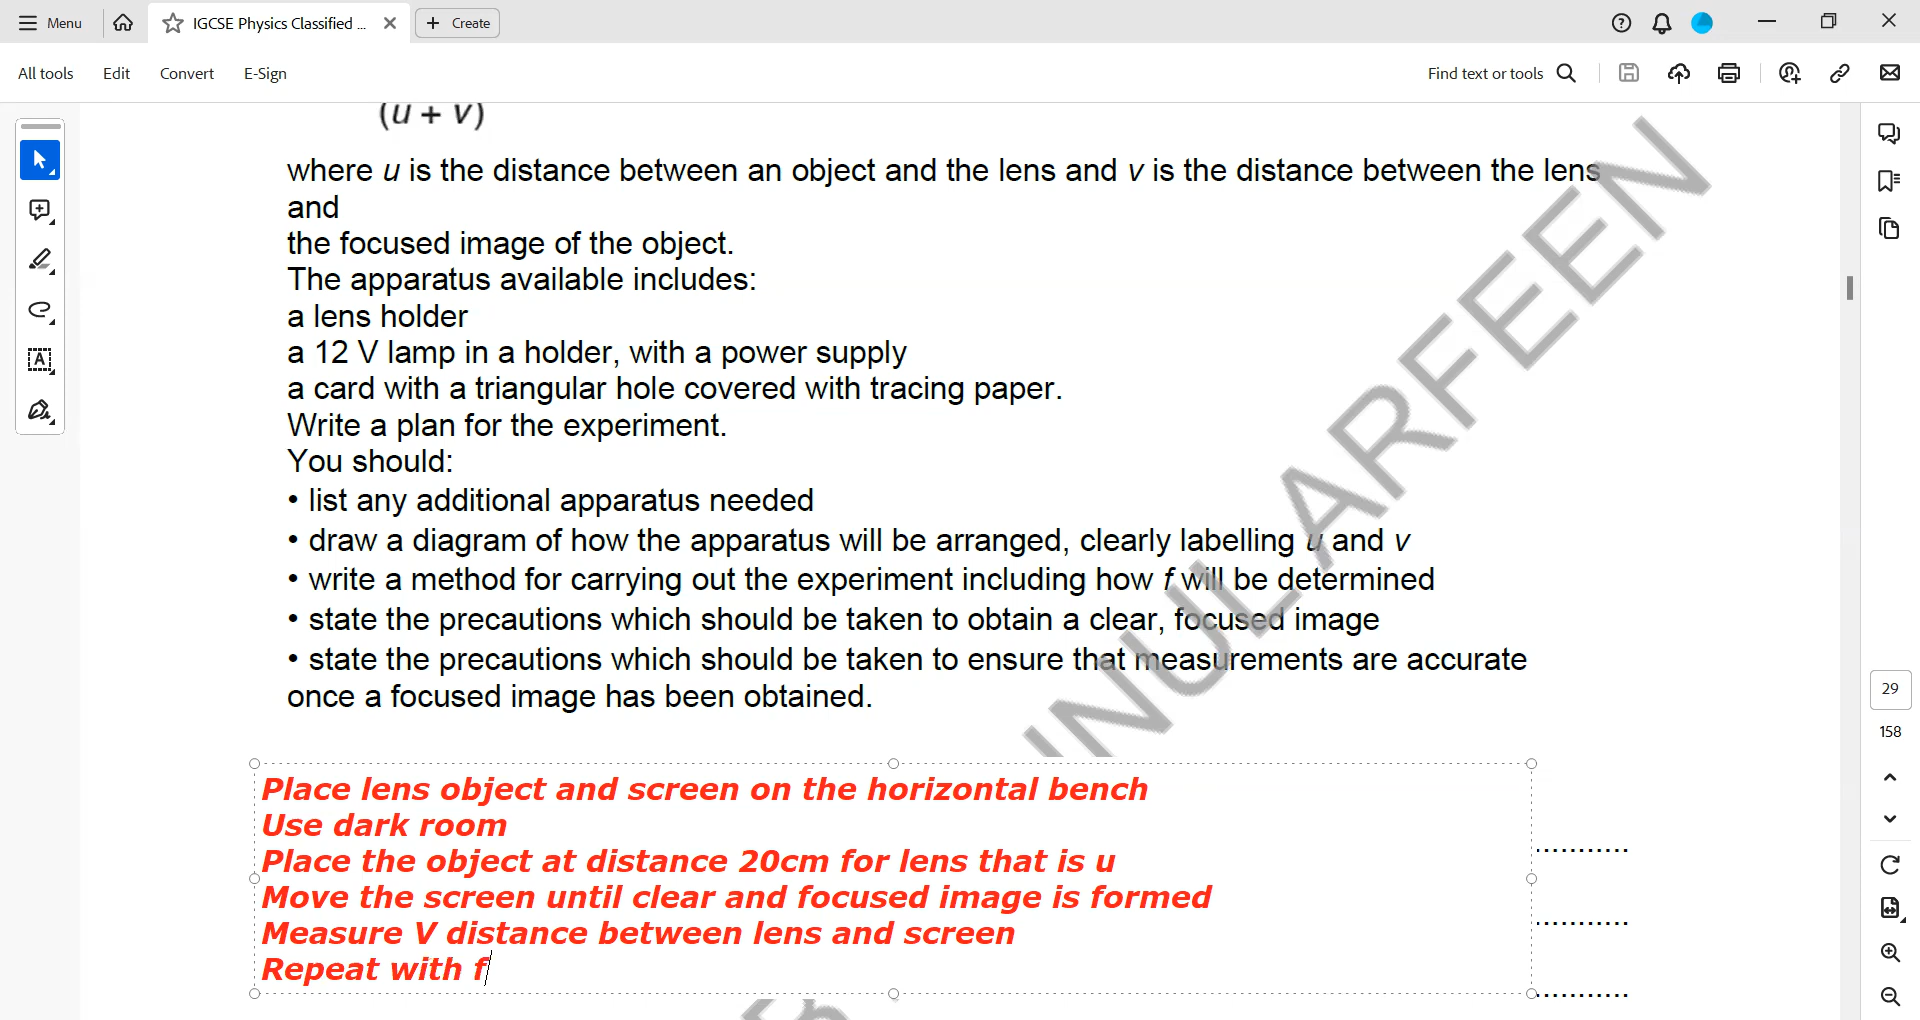 Menu
IGCSE Physics Classified ...
Create
All tools
Edit
Convert
E-Sign
Find text or tools
(u + v)
where u is the distance between an object and the lens and v is the distance between the lens
and
the focused image of the object.
The apparatus available includes:
a lens holder
a 12 V lamp in a holder, with a power supply
a card with a triangular hole covered with tracing paper.
Write a plan for the experiment.
You should:
• list any additional apparatus needed
• draw a diagram of how the apparatus will be arranged, clearly labelling u and v
• write a method for carrying out the experiment including how f will be determined
• state the precautions which should be taken to obtain a clear, focused image
• state the precautions which should be taken to ensure that measurements are accurate
once a focused image has been obtained.
INUL ARFEEN
Place lens object and screen on the horizontal bench
Use dark room
Place the object at distance 20cm for lens that is u
Move the screen until clear and focused image is formed
Measure V distance between lens and screen
Repeat with f
...........
...........
...........
29
158